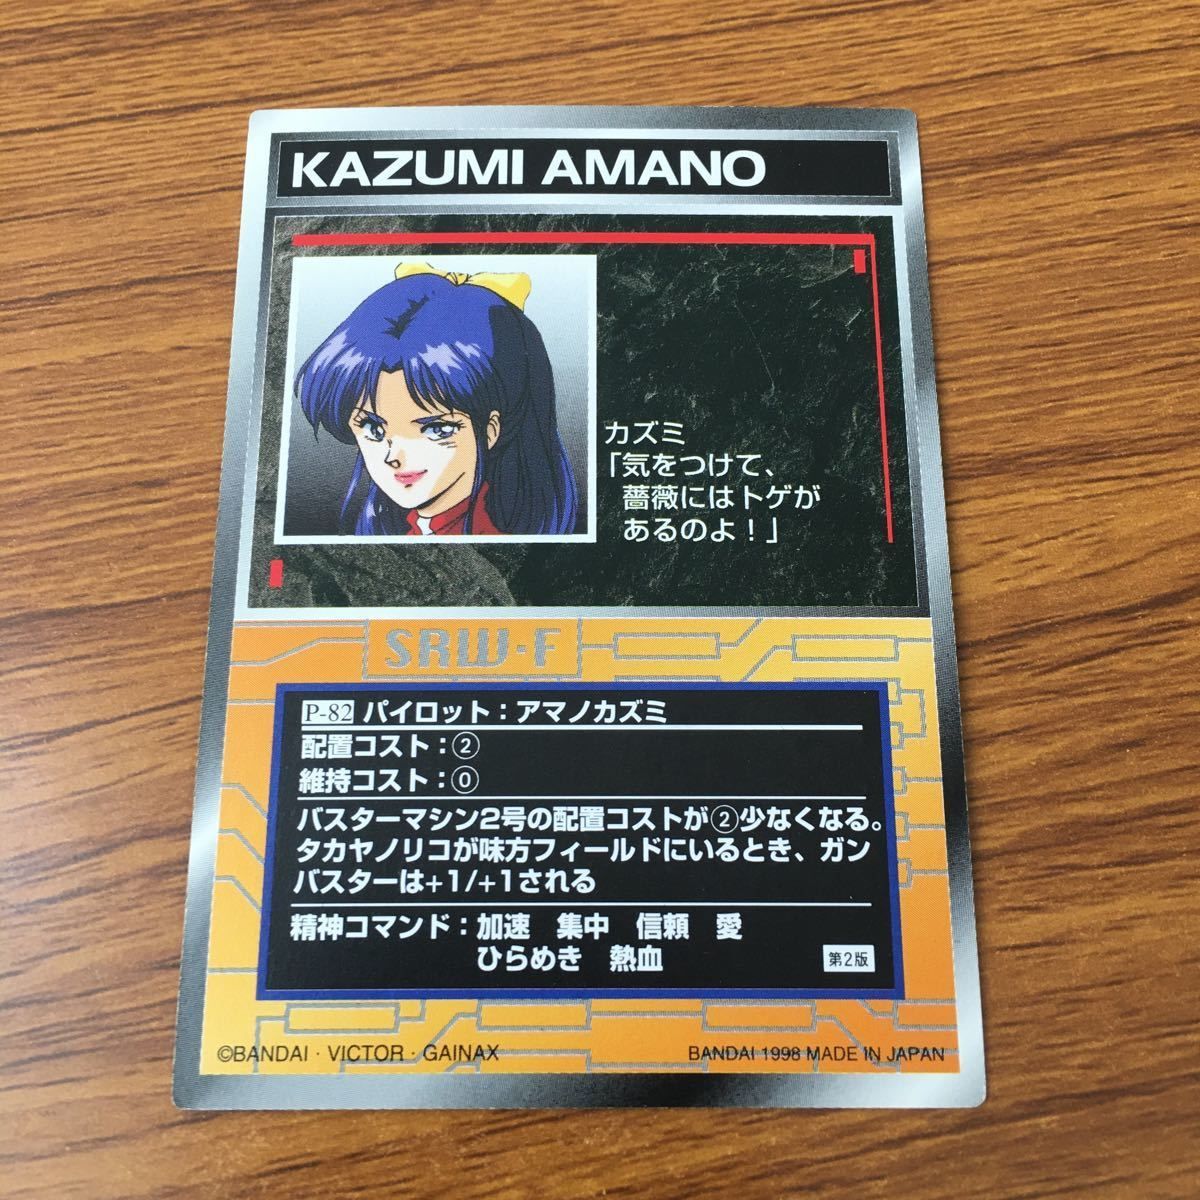 KAZUMI AMANO
カズミ
「気をつけて、
薔薇にはトゲが
あるのよ！」
SRW·F
P-82 パイロット：アマノカズミ
配置コスト：②
維持コスト：⓪
バスターマシン2号の配置コストが②少なくなる。
タカヤノリコが味方フィールドにいるとき、ガン
バスターは+1/+1される
精神コマンド：加速　集中　信頼　愛
ひらめき　熱血
第2版
©BANDAI · VICTOR · GAINAX
BANDAI 1998 MADE IN JAPAN